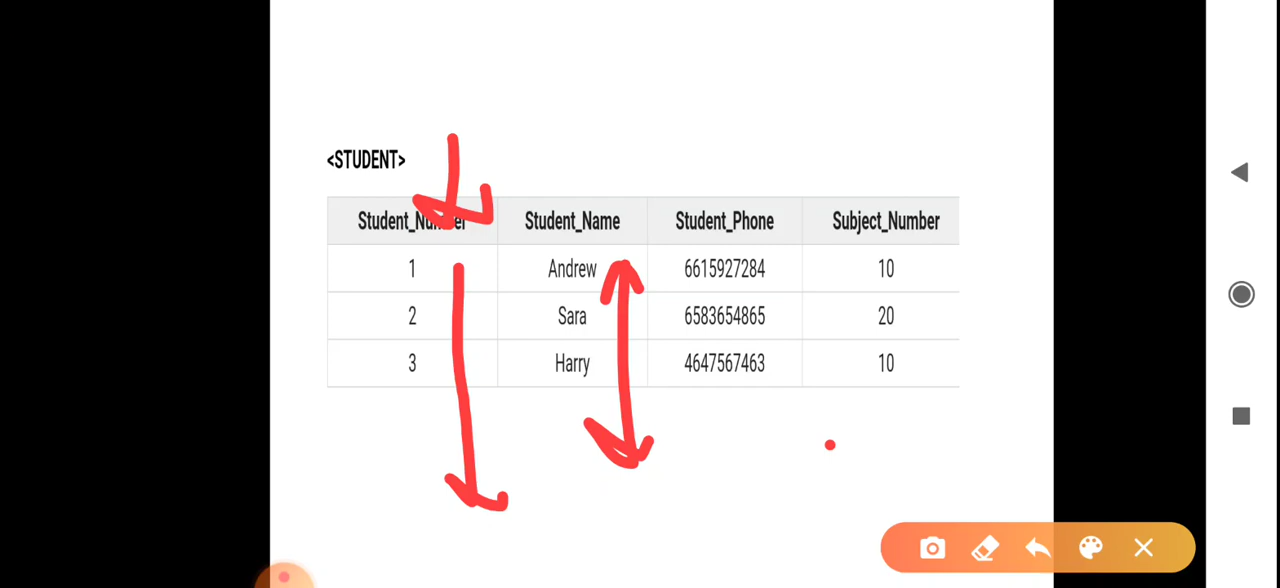 <STUDENT>
Student_Number Student_Name Student_Phone Subject_Number
1 Andrew 6615927284 10
2 Sara 6583654865 20
3 Harry 4647567463 10